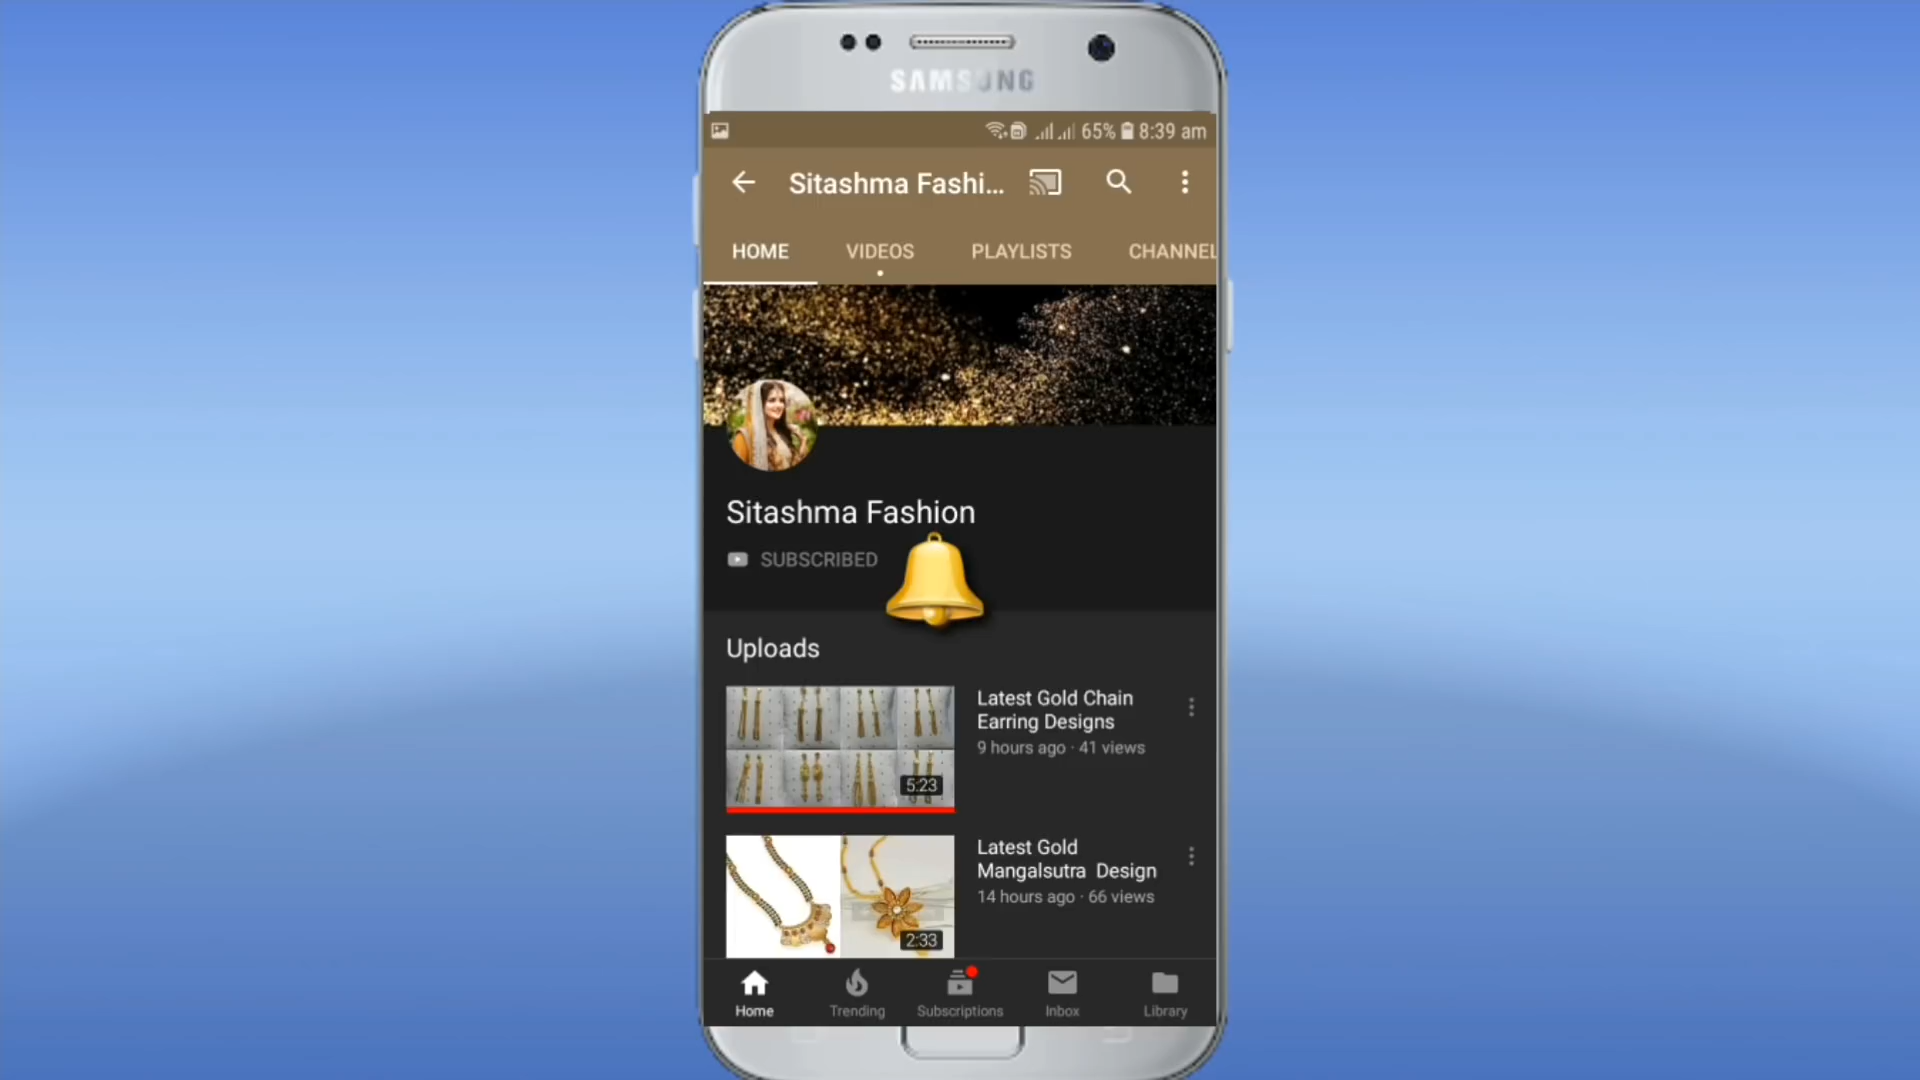 SAMSUNG
65% 8:39 am
Sitashma Fashi...
HOME VIDEOS PLAYLISTS CHANNEL
Sitashma Fashion
SUBSCRIBED
Uploads
Latest Gold Chain
Earring Designs
9 hours ago · 41 views
5:23
Latest Gold
Mangalsutra Design
14 hours ago · 66 views
2:33
Home Trending Subscriptions Inbox Library